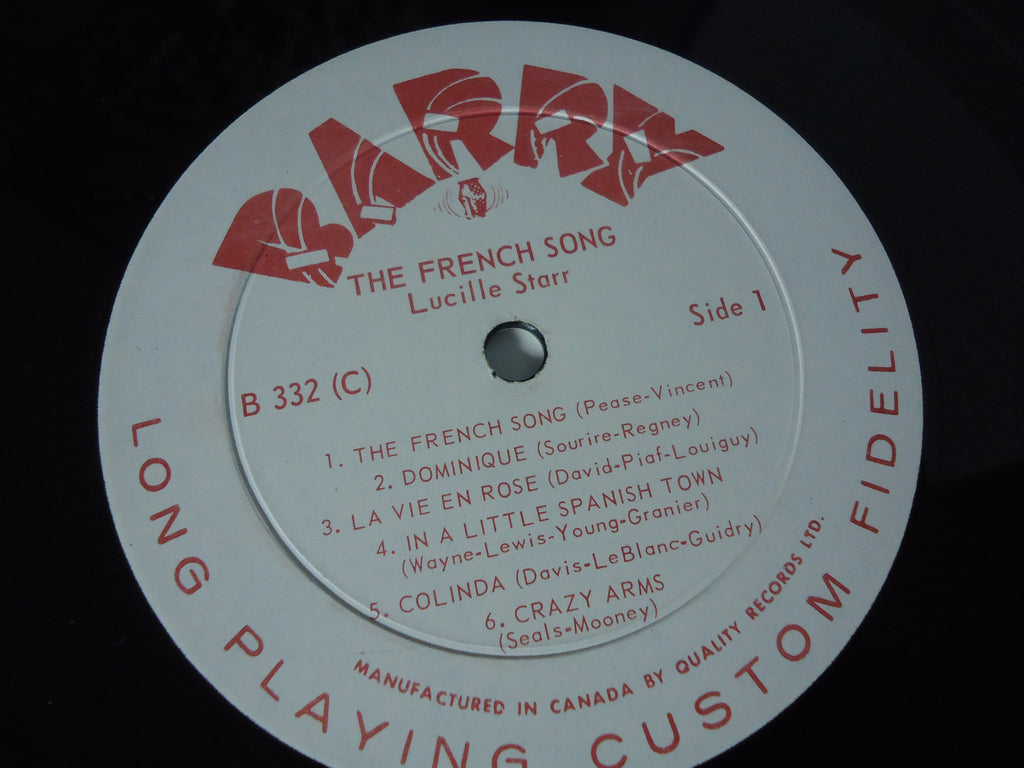 BARRY
THE FRENCH SONG
Lucille Starr
Side 1
B 332 (C)
1. THE FRENCH SONG (Pease-Vincent)
2. DOMINIQUE (Sourire-Regney)
3. LA VIE EN ROSE (David-Piaf-Louiguy)
4. IN A LITTLE SPANISH TOWN
(Wayne-Lewis-Young-Granier)
5. COLINDA (Davis-LeBlanc-Guidry)
6. CRAZY ARMS
(Seals-Mooney)
MANUFACTURED IN CANADA BY QUALITY RECORDS LTD.
LONG PLAYING CUSTOM FIDELITY